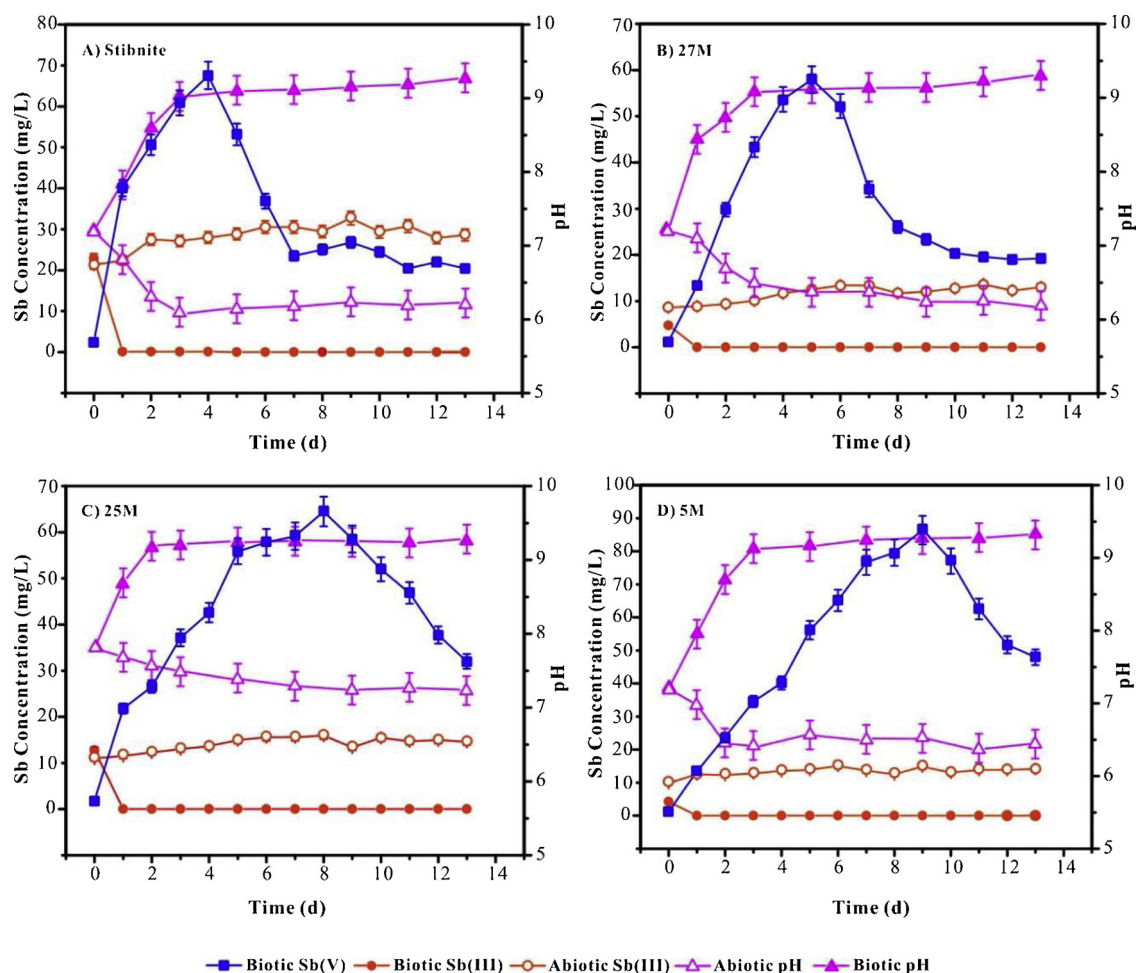 A) Stibnite
80
70
60
50
40
30
20
10
0
Sb Concentration (mg/L)
10
9
8
7
6
5
pH
0 2 4 6 8 10 12 14
Time (d)
B) 27M
70
60
50
40
30
20
10
0
Sb Concentration (mg/L)
10
9
8
7
6
5
pH
0 2 4 6 8 10 12 14
Time (d)
C) 25M
70
60
50
40
30
20
10
0
Sb Concentration (mg/L)
10
9
8
7
6
5
pH
0 2 4 6 8 10 12 14
Time (d)
D) 5M
100
90
80
70
60
50
40
30
20
10
0
Sb Concentration (mg/L)
10
9
8
7
6
5
pH
0 2 4 6 8 10 12 14
Time (d)
Biotic Sb(V) Biotic Sb(III) Abiotic Sb(III) Abiotic pH Biotic pH